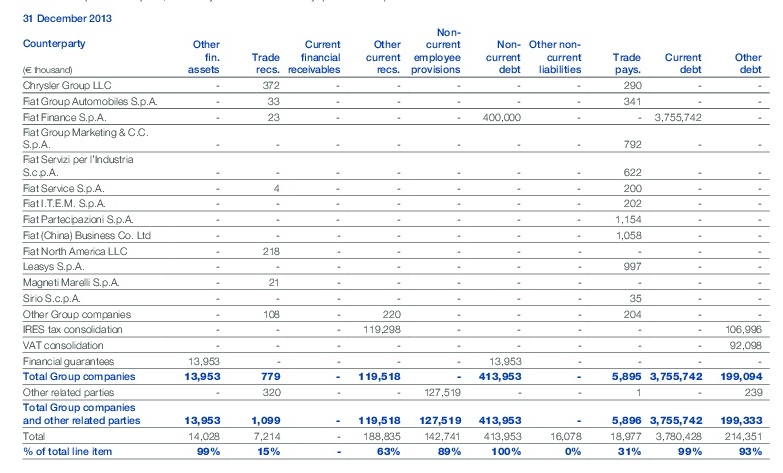 31 December 2013
Counterparty Other fin. assets Trade recs. Current financial receivables Other current recs. Non-current employee provisions Non-current debt Other non-current liabilities Trade pays. Current debt Other debt
(€ thousand)
Chrysler Group LLC - 372 - - - - - 290 - -
Fiat Group Automobiles S.p.A. - 33 - - - - - 341 - -
Fiat Finance S.p.A. - 23 - - - 400,000 - - 3,755,742 -
Fiat Group Marketing & C.C.
S.p.A. - - - - - - - 792 - -
Fiat Servizi per l'Industria
S.c.p.A. - - - - - - - 622 - -
Fiat Service S.p.A. - 4 - - - - - 200 - -
Fiat I.T.E.M. S.p.A. - - - - - - - 202 - -
Fiat Partecipazioni S.p.A. - - - - - - - 1,154 - -
Fiat (China) Business Co. Ltd - - - - - - - 1,058 - -
Fiat North America LLC - 218 - - - - - - - -
Leasys S.p.A. - - - - - - - 997 - -
Magneti Marelli S.p.A. - 21 - - - - - - - -
Sirio S.c.p.A. - - - - - - - 35 - -
Other Group companies - 108 - 220 - - - 204 - -
IRES tax consolidation - - - 119,298 - - - - - 106,996
VAT consolidation - - - - - - - - - 92,098
Financial guarantees 13,953 - - - - 13,953 - - - -
Total Group companies 13,953 779 - 119,518 - 413,953 - 5,895 3,755,742 199,094
Other related parties - 320 - - 127,519 - - 1 - 239
Total Group companies
and other related parties 13,953 1,099 - 119,518 127,519 413,953 - 5,896 3,755,742 199,333
Total 14,028 7,214 - 188,835 142,741 413,953 16,078 18,977 3,780,428 214,351
% of total line item 99% 15% - 63% 89% 100% 0% 31% 99% 93%